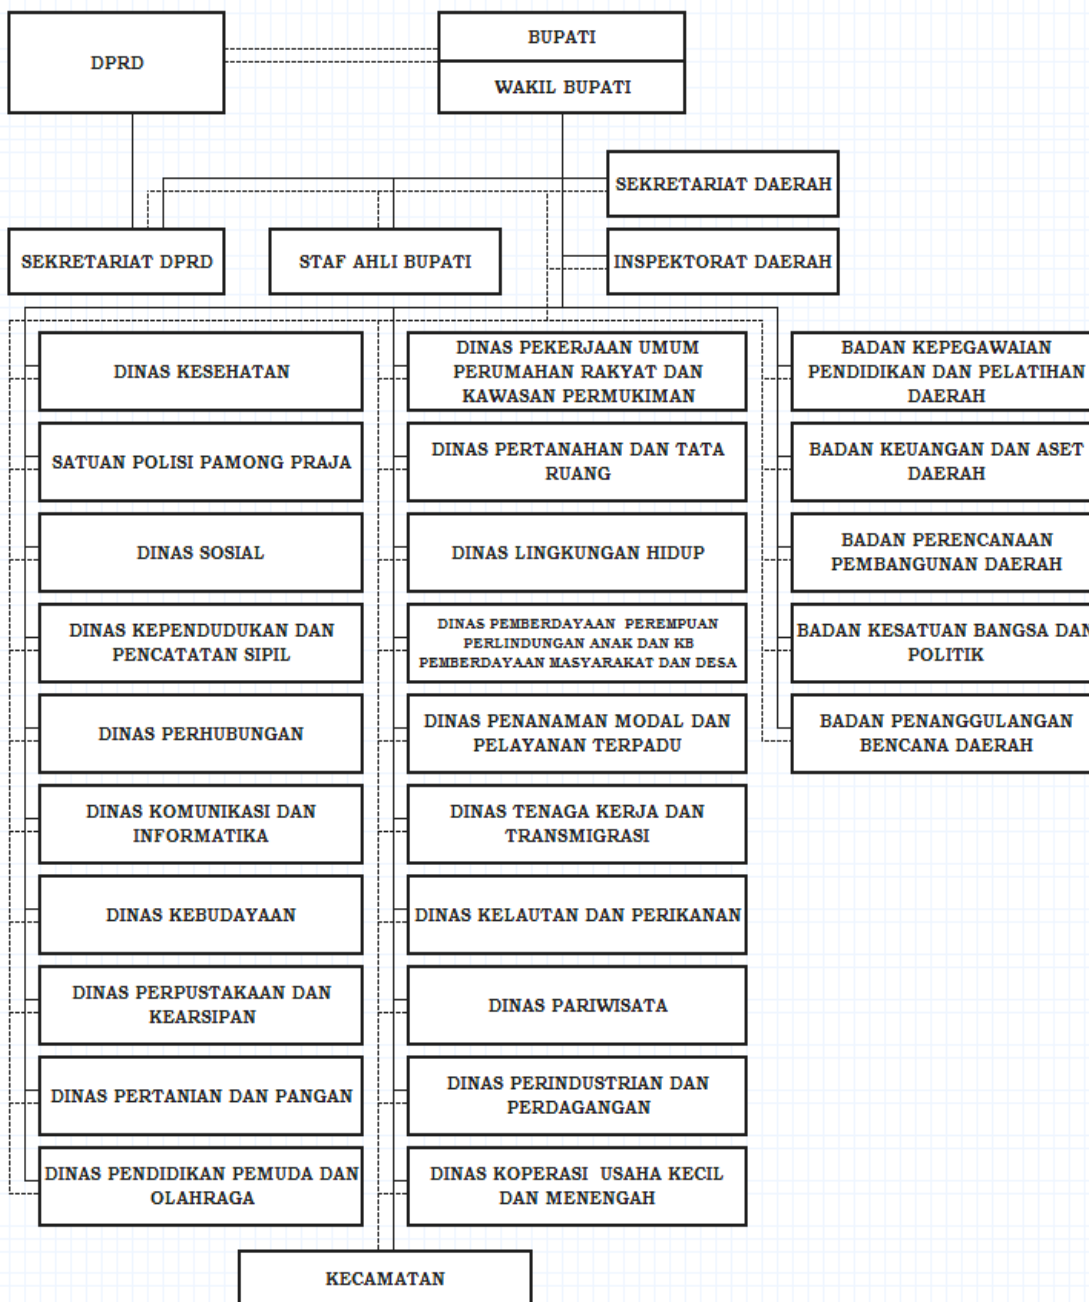 DPRD
BUPATI
WAKIL BUPATI
SEKRETARIAT DAERAH
SEKRETARIAT DPRD
STAF AHLI BUPATI
INSPEKTORAT DAERAH
DINAS KESEHATAN
SATUAN POLISI PAMONG PRAJA
DINAS SOSIAL
DINAS KEPENDUDUKAN DAN
PENCATATAN SIPIL
DINAS PERHUBUNGAN
DINAS KOMUNIKASI DAN
INFORMATIKA
DINAS KEBUDAYAAN
DINAS PERPUSTAKAAN DAN
KEARSIPAN
DINAS PERTANIAN DAN PANGAN
DINAS PENDIDIKAN PEMUDA DAN
OLAHRAGA
DINAS PEKERJAAN UMUM
PERUMAHAN RAKYAT DAN
KAWASAN PERMUKIMAN
DINAS PERTANAHAN DAN TATA
RUANG
DINAS LINGKUNGAN HIDUP
DINAS PEMBERDAYAAN PEREMPUAN
PERLINDUNGAN ANAK DAN KB
PEMBERDAYAAN MASYARAKAT DAN DESA
DINAS PENANAMAN MODAL DAN
PELAYANAN TERPADU
DINAS TENAGA KERJA DAN
TRANSMIGRASI
DINAS KELAUTAN DAN PERIKANAN
DINAS PARIWISATA
DINAS PERINDUSTRIAN DAN
PERDAGANGAN
DINAS KOPERASI USAHA KECIL
DAN MENENGAH
BADAN KEPEGAWAIAN
PENDIDIKAN DAN PELATIHAN
DAERAH
BADAN KEUANGAN DAN ASET
DAERAH
BADAN PERENCANAAN
PEMBANGUNAN DAERAH
BADAN KESATUAN BANGSA DAN
POLITIK
BADAN PENANGGULANGAN
BENCANA DAERAH
KECAMATAN